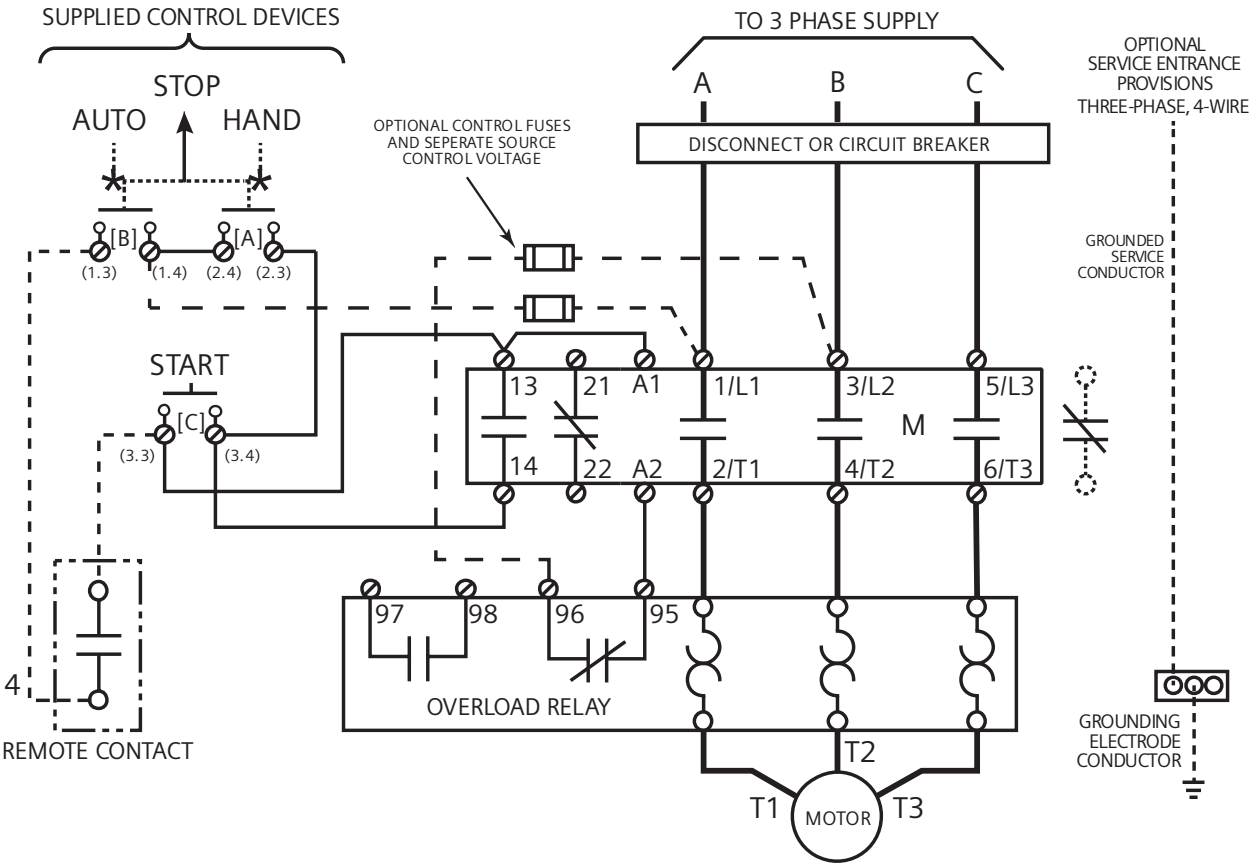 SUPPLIED CONTROL DEVICES
STOP
AUTO
HAND
[B]
[A]
(1.3)
(1.4)
(2.4)
(2.3)
START
[C]
(3.3)
(3.4)
4
REMOTE CONTACT
OPTIONAL CONTROL FUSES
AND SEPERATE SOURCE
CONTROL VOLTAGE
TO 3 PHASE SUPPLY
A
B
C
DISCONNECT OR CIRCUIT BREAKER
13
21
A1
1/L1
3/L2
5/L3
M
14
22
A2
2/T1
4/T2
6/T3
97
98
96
95
OVERLOAD RELAY
T2
T1
MOTOR
T3
OPTIONAL
SERVICE ENTRANCE
PROVISIONS
THREE-PHASE, 4-WIRE
GROUNDED
SERVICE
CONDUCTOR
GROUNDING
ELECTRODE
CONDUCTOR